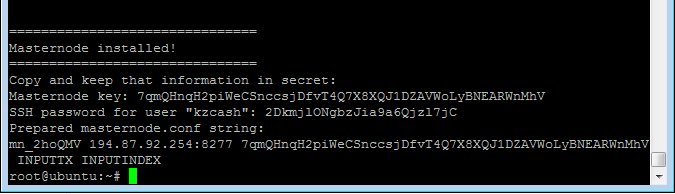 ===============================
Masternode installed!
===============================
Copy and keep that information in secret:
Masternode key: 7qmQHnqH2piWeCSnccsjDfvT4Q7X8XQJ1DZAVWoLyBNEARWnMhV
SSH password for user "kzcash": 2DkmjlONgbzJia9a6Qjzl7jC
Prepared masternode.conf string:
mn_2hoQMV 194.87.92.254:8277 7qmQHnqH2piWeCSnccsjDfvT4Q7X8XQJ1DZAVWoLyBNEARWnMhV
INPUTTX INPUTINDEX
root@ubuntu:~#